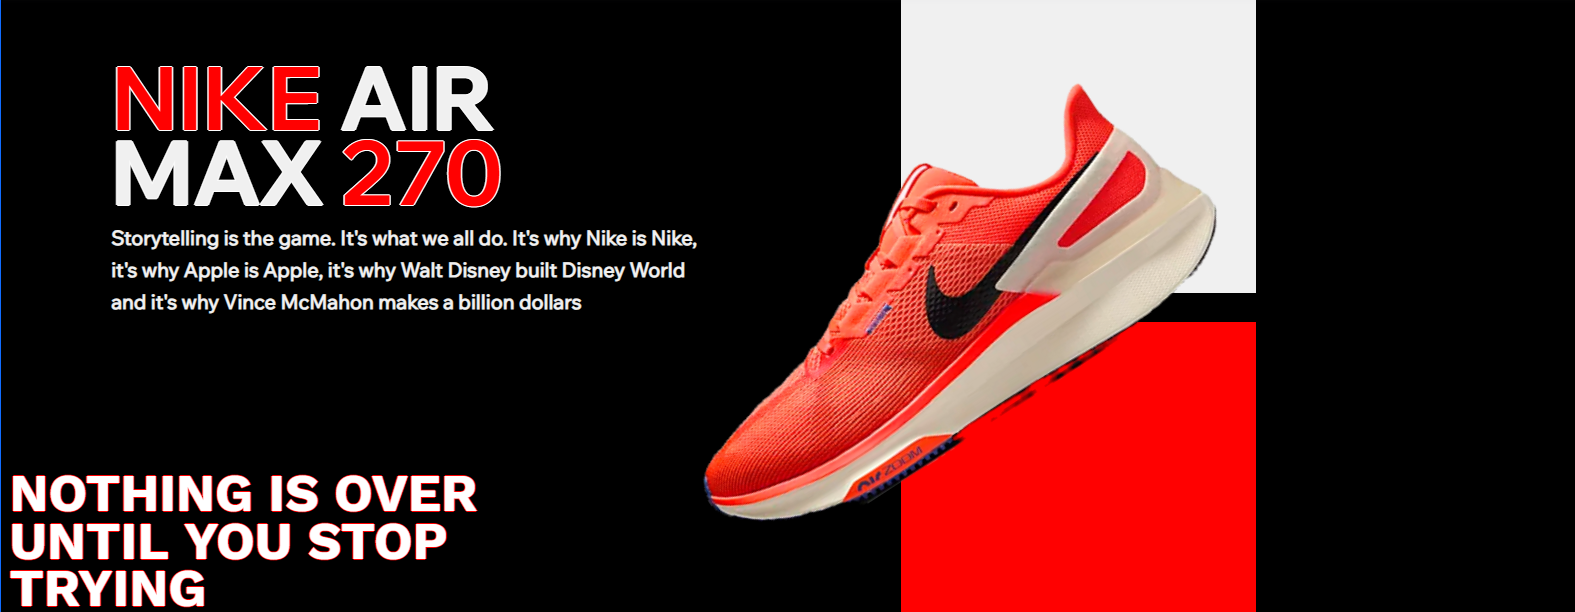 NIKE AIR
MAX 270
Storytelling is the game. It's what we all do. It's why Nike is Nike,
it's why Apple is Apple, it's why Walt Disney built Disney World
and it's why Vince McMahon makes a billion dollars
ZOOM
NOTHING IS OVER
UNTIL YOU STOP
TRYING